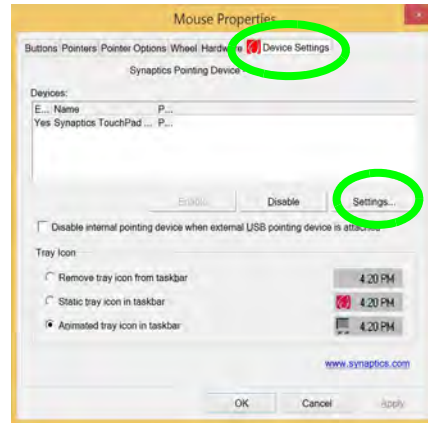 Mouse Properties
x
Buttons Pointers Pointer Options Wheel Hardware Device Settings
Synaptics Pointing Device
Devices:
E... Name P...
Yes Synaptics TouchPad ... P...
Enable Disable Settings...
Disable internal pointing device when external USB pointing device is attached
Tray Icon
Remove tray icon from taskbar 4:20 PM
Static tray icon in taskbar 4:20 PM
Animated tray icon in taskbar 4:20 PM
www.synaptics.com
OK Cancel Apply